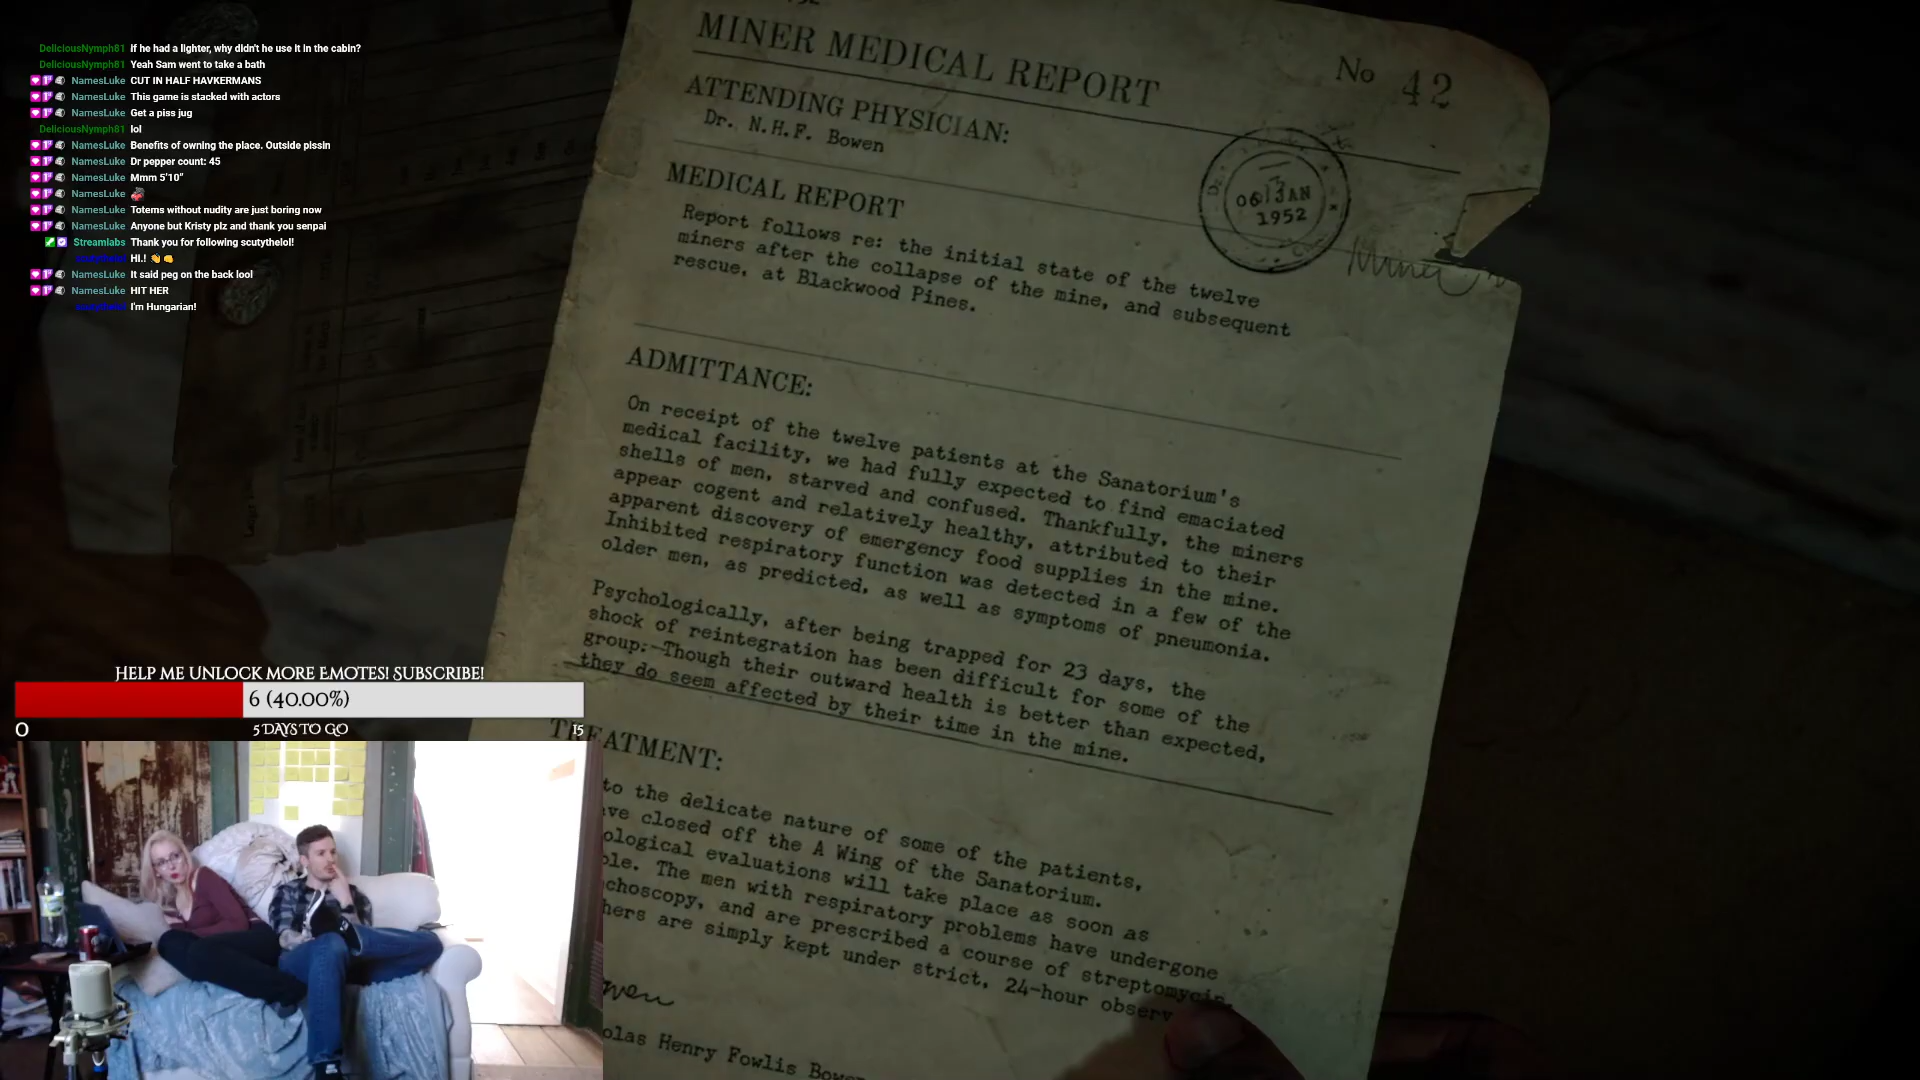 DeliciousNymph81 If he had a lighter, why didn't he use it in the cabin?
DeliciousNymph81 Yeah Sam went to take a bath
NamesLuke CUT IN HALF HAVKERMANS
NamesLuke This game is stacked with actors
NamesLuke Get a piss jug
DeliciousNymph81 lol
NamesLuke Benefits of owning the place. Outside pissin
NamesLuke Dr pepper count: 45
NamesLuke Mmm 5'10"
NamesLuke
NamesLuke Totems without nudity are just boring now
NamesLuke Anyone but Kristy plz and thank you senpai
Streamlabs Thank you for following scutythelol!
HI.!
NamesLuke It said peg on the back lool
NamesLuke HIT HER
I'm Hungarian!
MINER MEDICAL REPORT
No 42
ATTENDING PHYSICIAN:
Dr. N.H.F. Bowen
06 JAN
1952
MEDICAL REPORT
Report follows re: the initial state of the twelve
miners after the collapse of the mine, and subsequent
rescue, at Blackwood Pines.
ADMITTANCE:
On receipt of the twelve patients at the Sanatorium's
medical facility, we had fully expected to find emaciated
shells of men, starved and confused. Thankfully, the miners
appear cogent and relatively healthy, attributed to their
apparent discovery of emergency food supplies in the mine.
Inhibited respiratory function was detected in a few of the
older men, as predicted, as well as symptoms of pneumonia.
Psychologically, after being trapped for 23 days, the
shock of reintegration has been difficult for some of the
group. Though their outward health is better than expected,
they do seem affected by their time in the mine.
TREATMENT:
to the delicate nature of some of the patients,
ve closed off the A Wing of the Sanatorium.
ological evaluations will take place as soon as
ble. The men with respiratory problems have undergone
choscopy, and are prescribed a course of streptomycin.
hers are simply kept under strict, 24-hour observ
wen
olas Henry Fowlis Bowen
Help me unlock more emotes! Subscribe!
6 (40.00%)
0
5 days to go
15